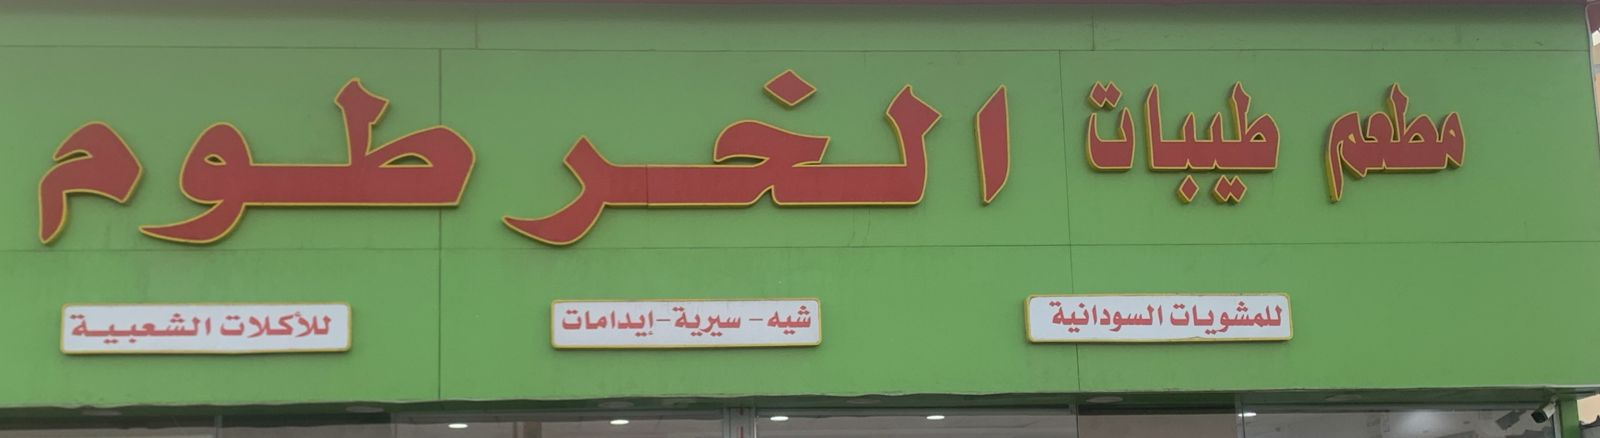 مطعم طيبات الخرطوم
للمشويات السودانية
شيه - سيرية - إيدامات
للأكلات الشعبية